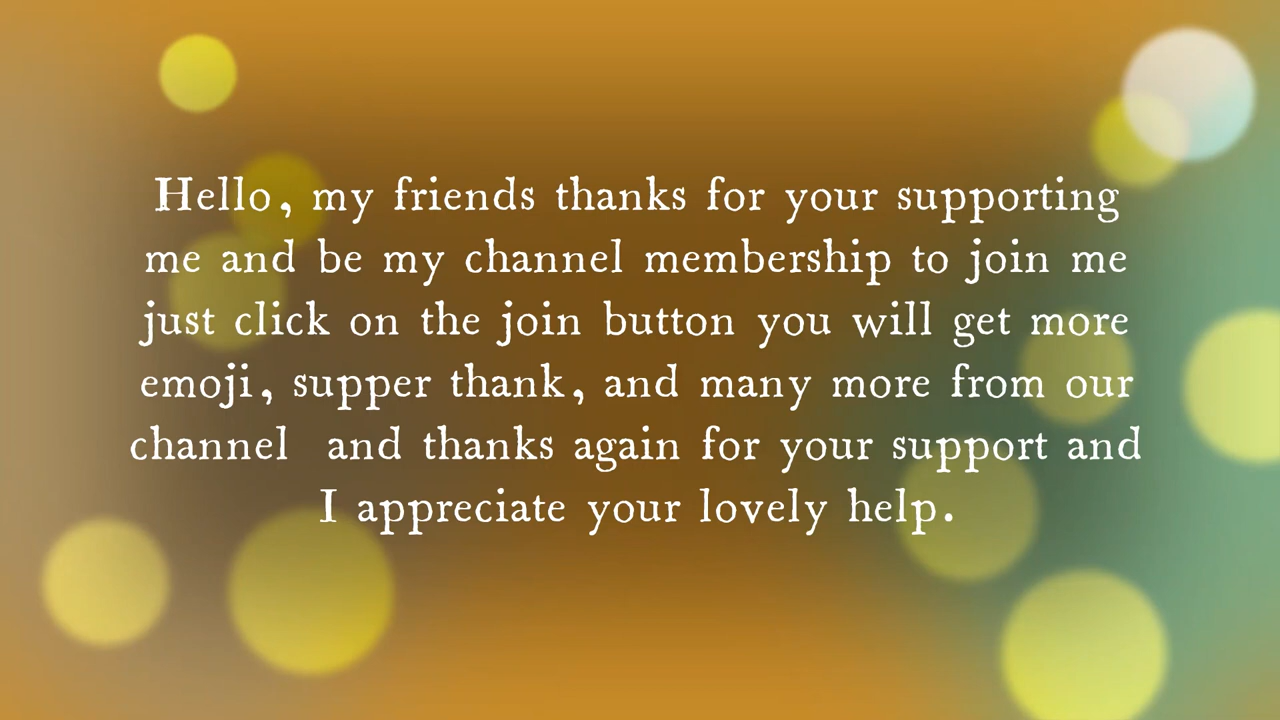 Hello, my friends thanks for your supporting
me and be my channel membership to join me
just click on the join button you will get more
emoji, supper thank, and many more from our
channel  and thanks again for your support and
I appreciate your lovely help.